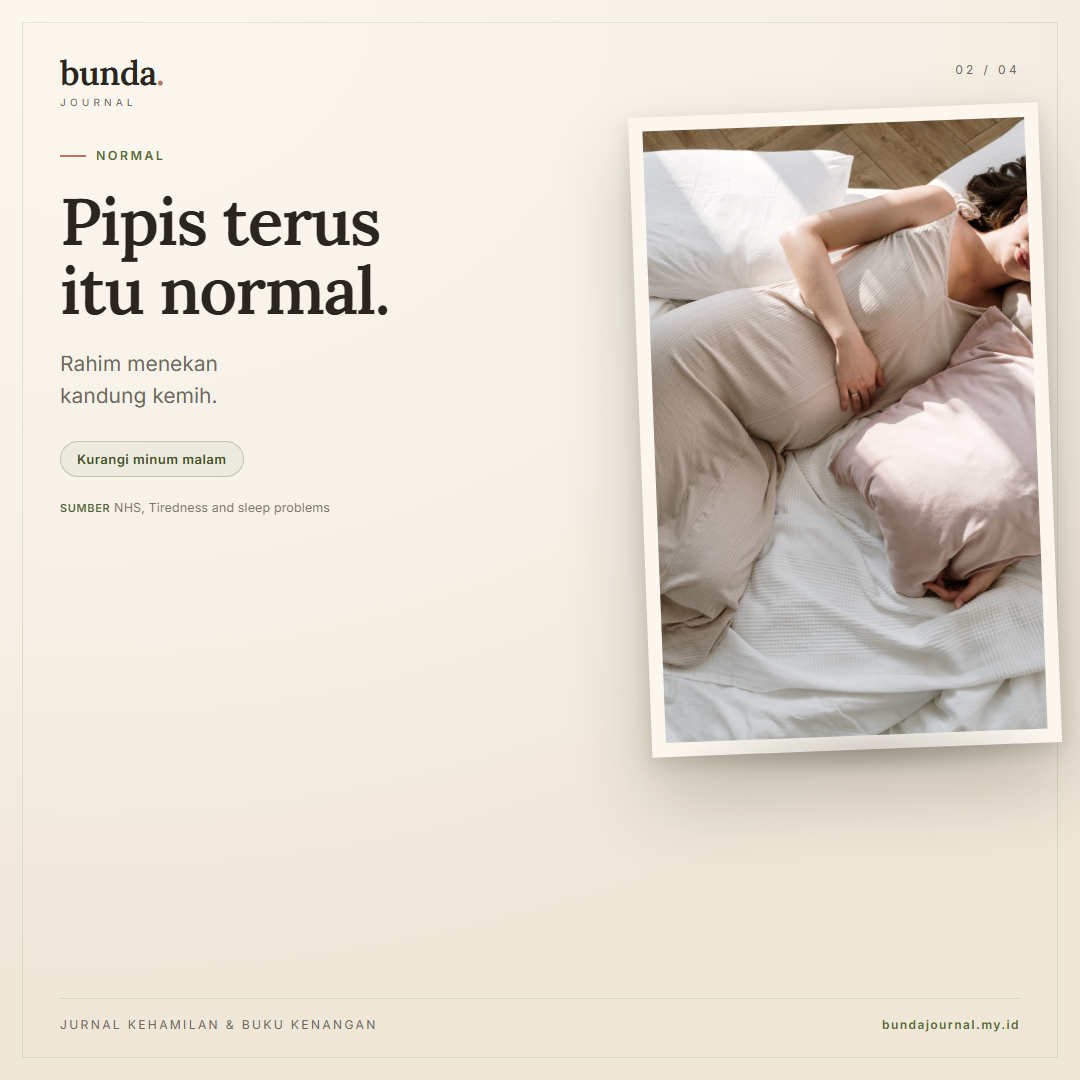 bunda.
JOURNAL
02 / 04
NORMAL
Pipis terus
itu normal.
Rahim menekan
kandung kemih.
Kurangi minum malam
SUMBER NHS, Tiredness and sleep problems
JURNAL KEHAMILAN & BUKU KENANGAN
bundajournal.my.id